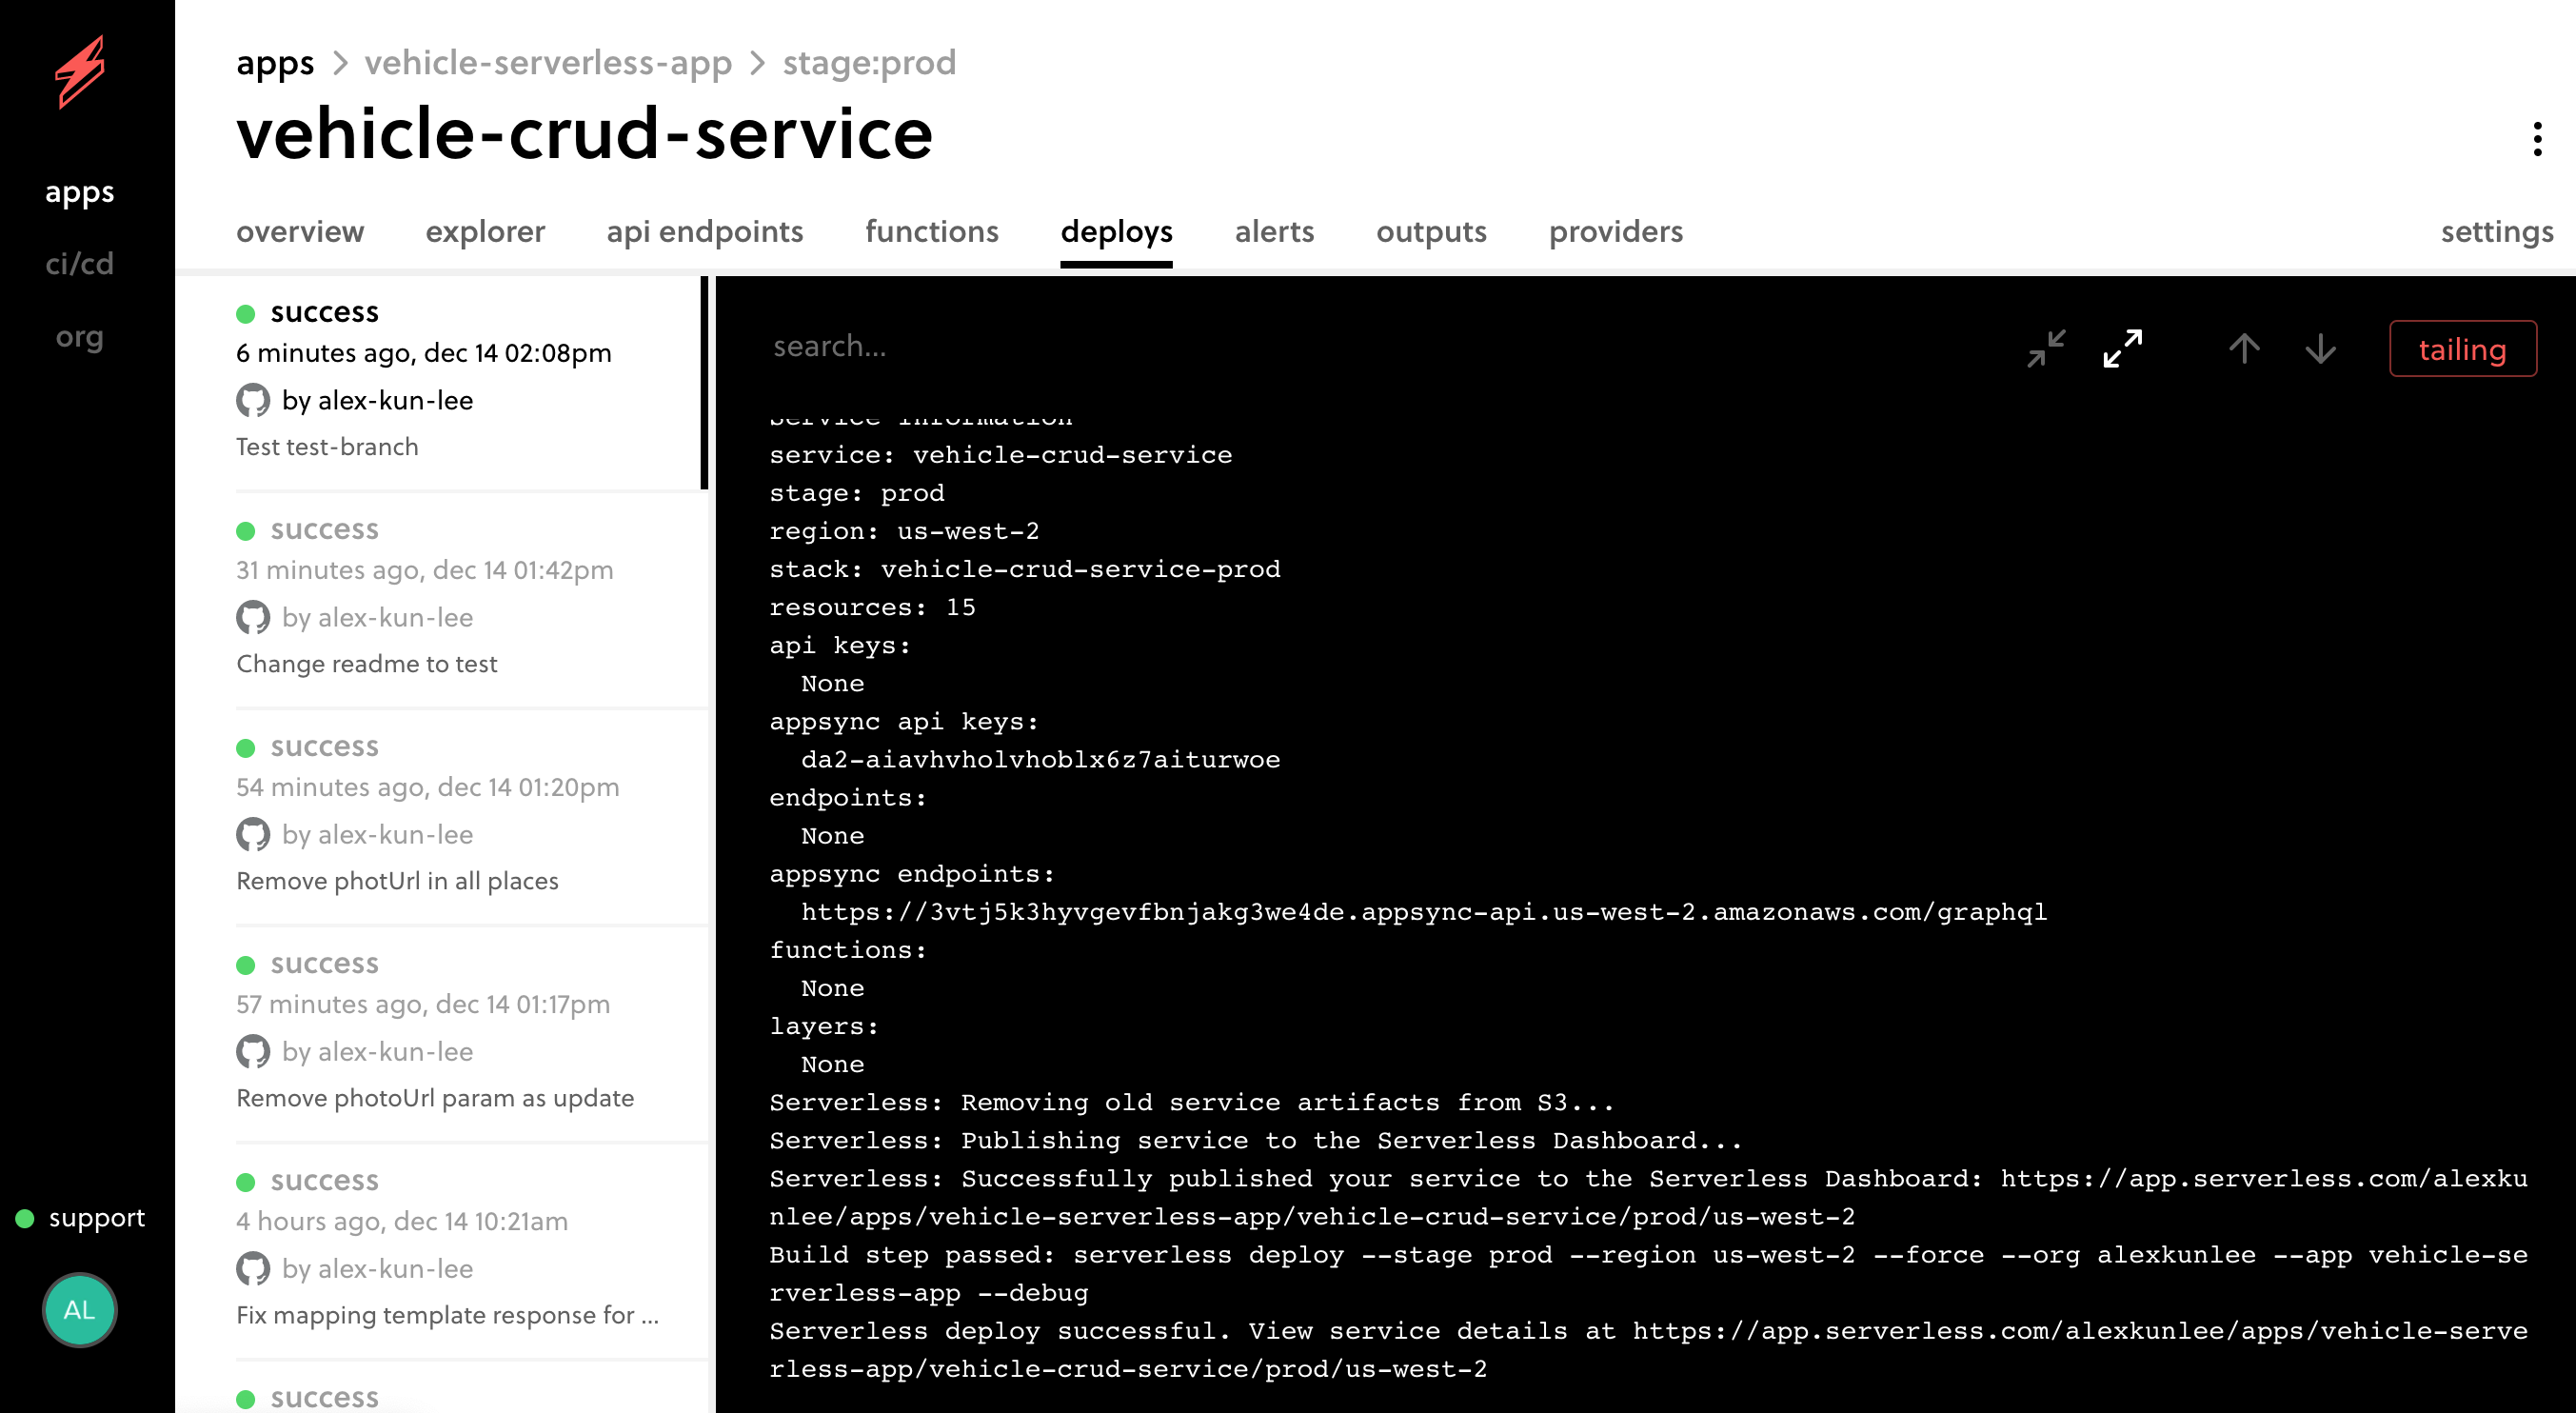 apps
ci/cd
org
support
AL
apps > vehicle-serverless-app > stage:prod
vehicle-crud-service
overview explorer api endpoints functions deploys alerts outputs providers settings
success
6 minutes ago, dec 14 02:08pm
by alex-kun-lee
Test test-branch
success
31 minutes ago, dec 14 01:42pm
by alex-kun-lee
Change readme to test
success
54 minutes ago, dec 14 01:20pm
by alex-kun-lee
Remove photUrl in all places
success
57 minutes ago, dec 14 01:17pm
by alex-kun-lee
Remove photoUrl param as update
success
4 hours ago, dec 14 10:21am
by alex-kun-lee
Fix mapping template response for ...
success
search...
tailing
Service Information
service: vehicle-crud-service
stage: prod
region: us-west-2
stack: vehicle-crud-service-prod
resources: 15
api keys:
None
appsync api keys:
da2-aiavhvholvhoblx6z7aiturwoe
endpoints:
None
appsync endpoints:
https://3vtj5k3hyvgevfbnjakg3we4de.appsync-api.us-west-2.amazonaws.com/graphql
functions:
None
layers:
None
Serverless: Removing old service artifacts from S3...
Serverless: Publishing service to the Serverless Dashboard...
Serverless: Successfully published your service to the Serverless Dashboard: https://app.serverless.com/alexku
nlee/apps/vehicle-serverless-app/vehicle-crud-service/prod/us-west-2
Build step passed: serverless deploy --stage prod --region us-west-2 --force --org alexkunlee --app vehicle-se
rverless-app --debug
Serverless deploy successful. View service details at https://app.serverless.com/alexkunlee/apps/vehicle-serve
rless-app/vehicle-crud-service/prod/us-west-2